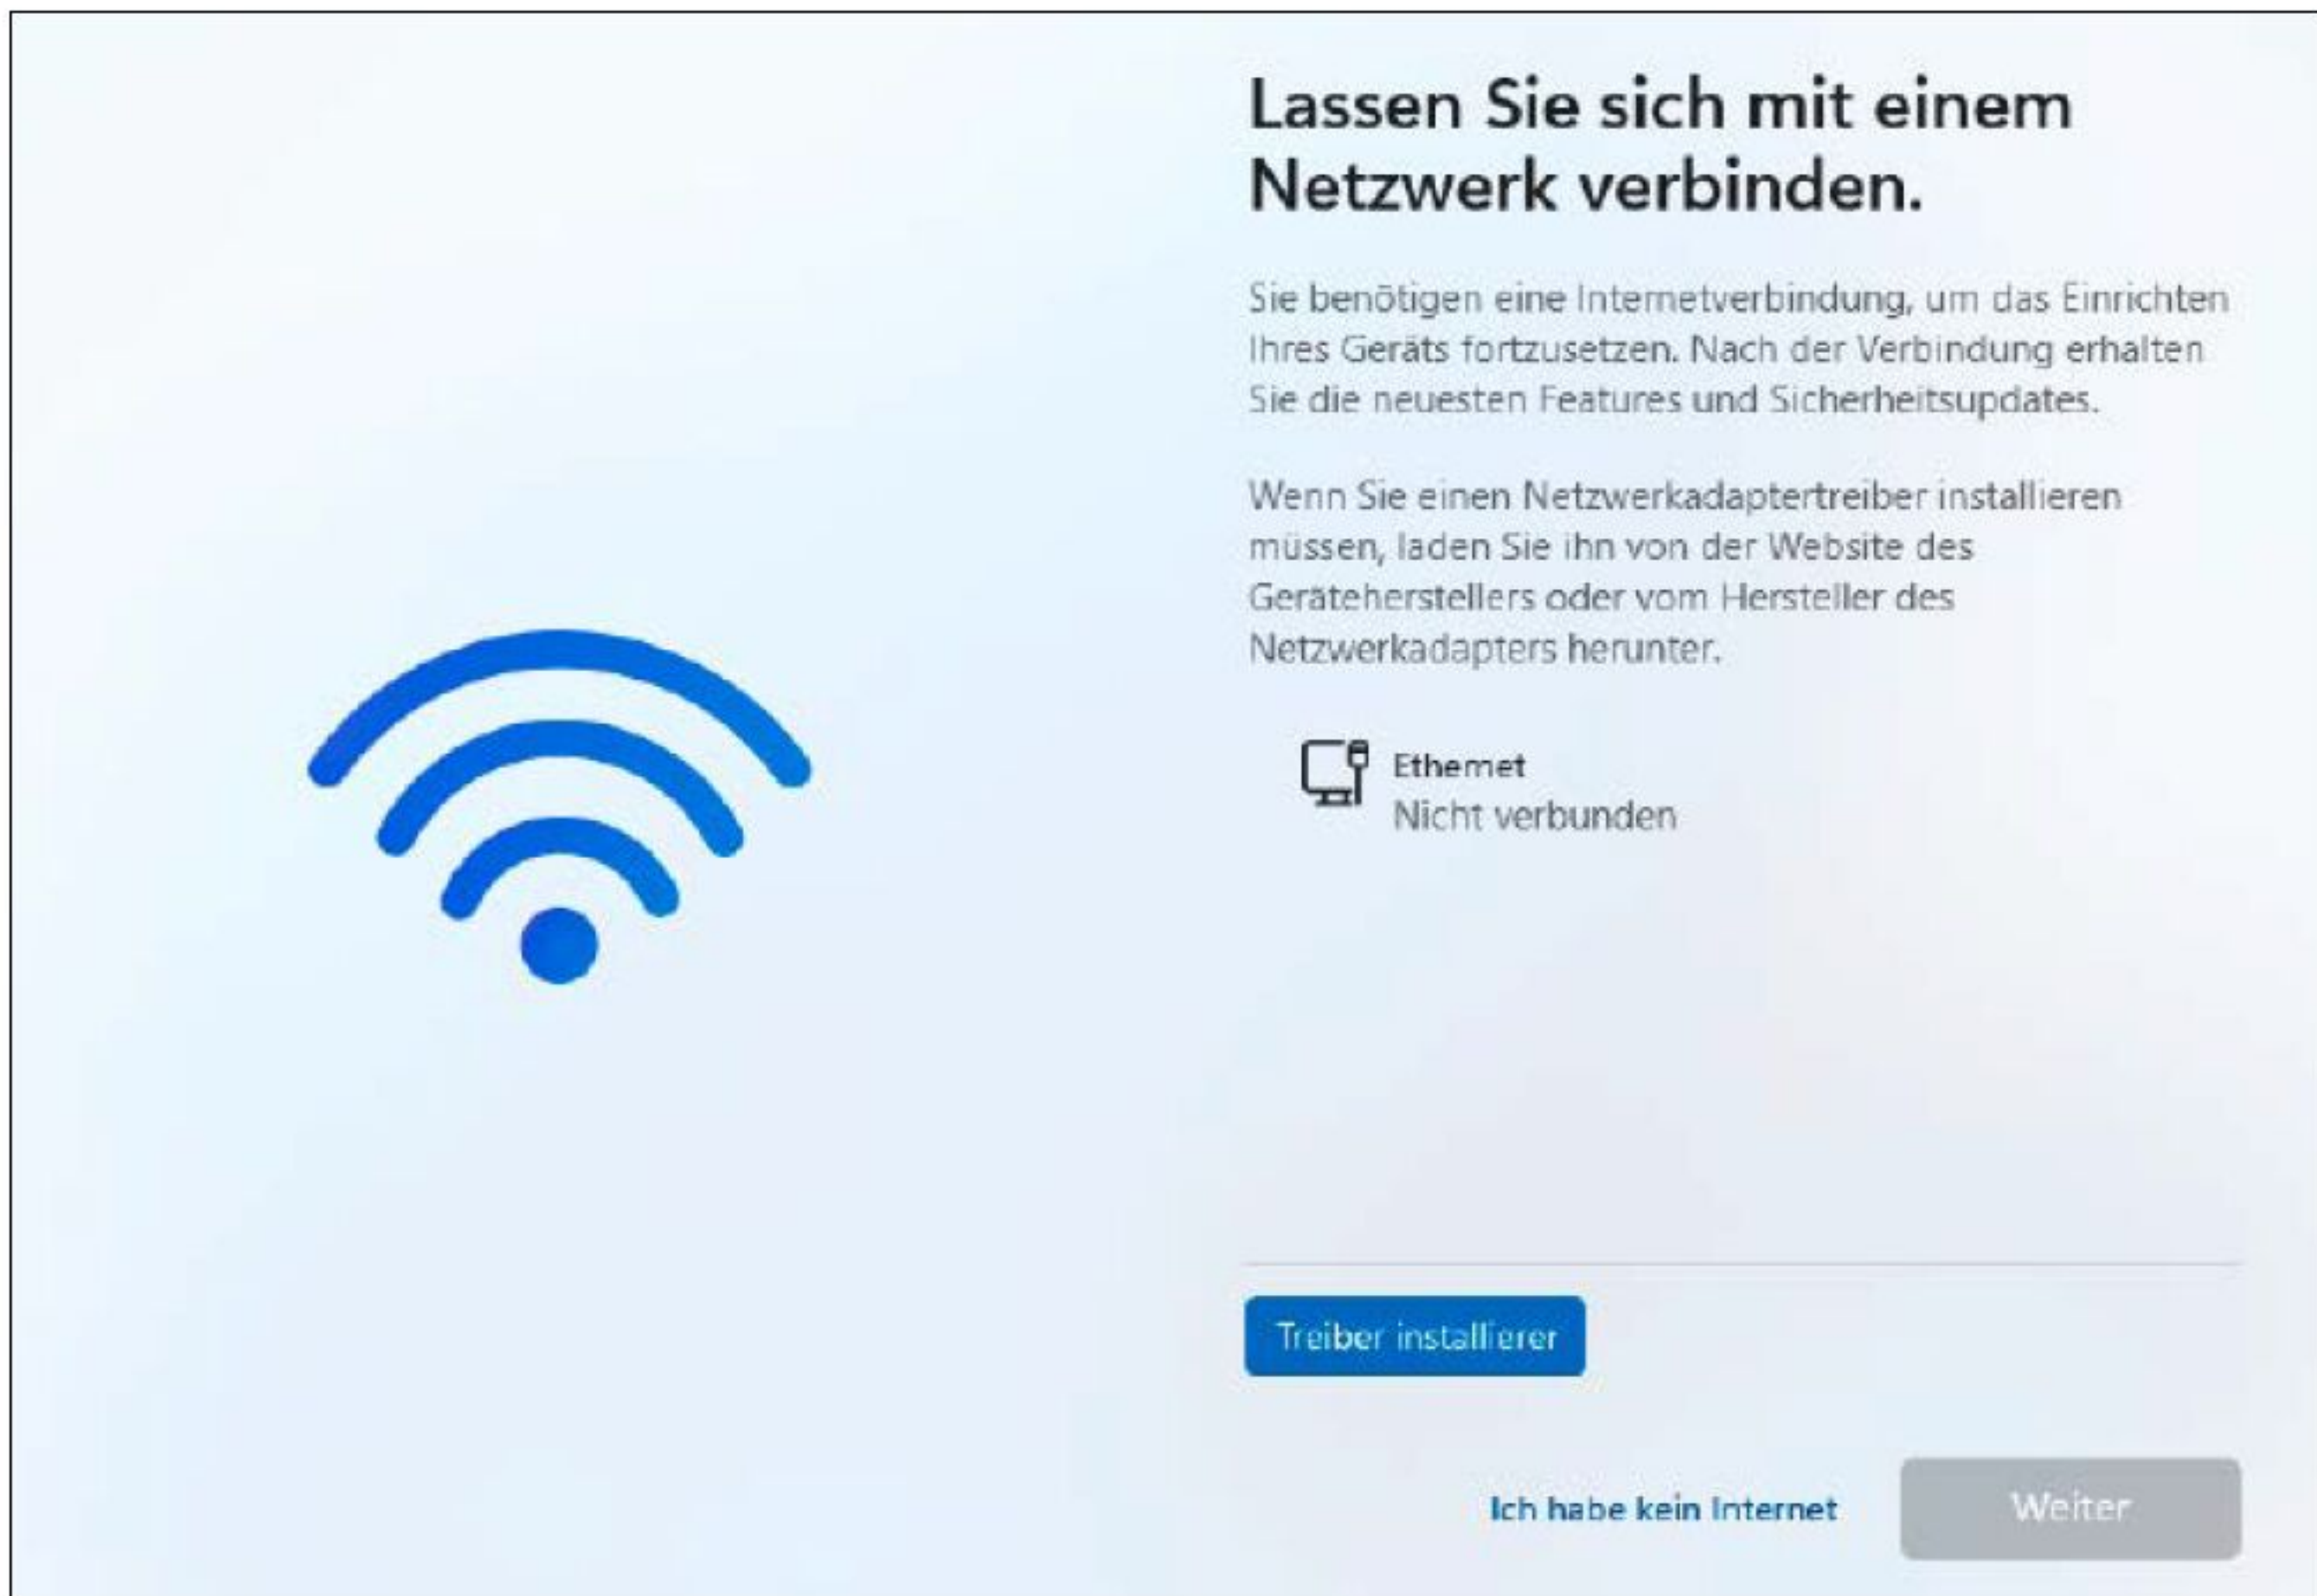 Lassen Sie sich mit einem
Netzwerk verbinden.
Sie benötigen eine Internetverbindung, um das Einrichten
Ihres Geräts fortzusetzen. Nach der Verbindung erhalten
Sie die neuesten Features und Sicherheitsupdates.
Wenn Sie einen Netzwerkadaptertreiber installieren
müssen, laden Sie ihn von der Website des
Geräteherstellers oder vom Hersteller des
Netzwerkadapters herunter.
Ethernet
Nicht verbunden
Treiber installierer
Ich habe kein Internet
Weiter